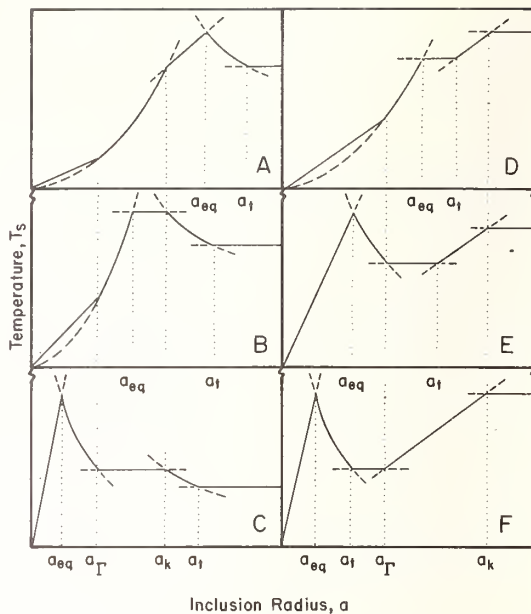 A
D
a_eq a_t
a_eq a_t
Temperature, T_s
B
E
a_eq a_t
a_eq a_t
C
F
a_eq a_Γ a_k a_t
a_eq a_t a_Γ a_k
Inclusion Radius, a